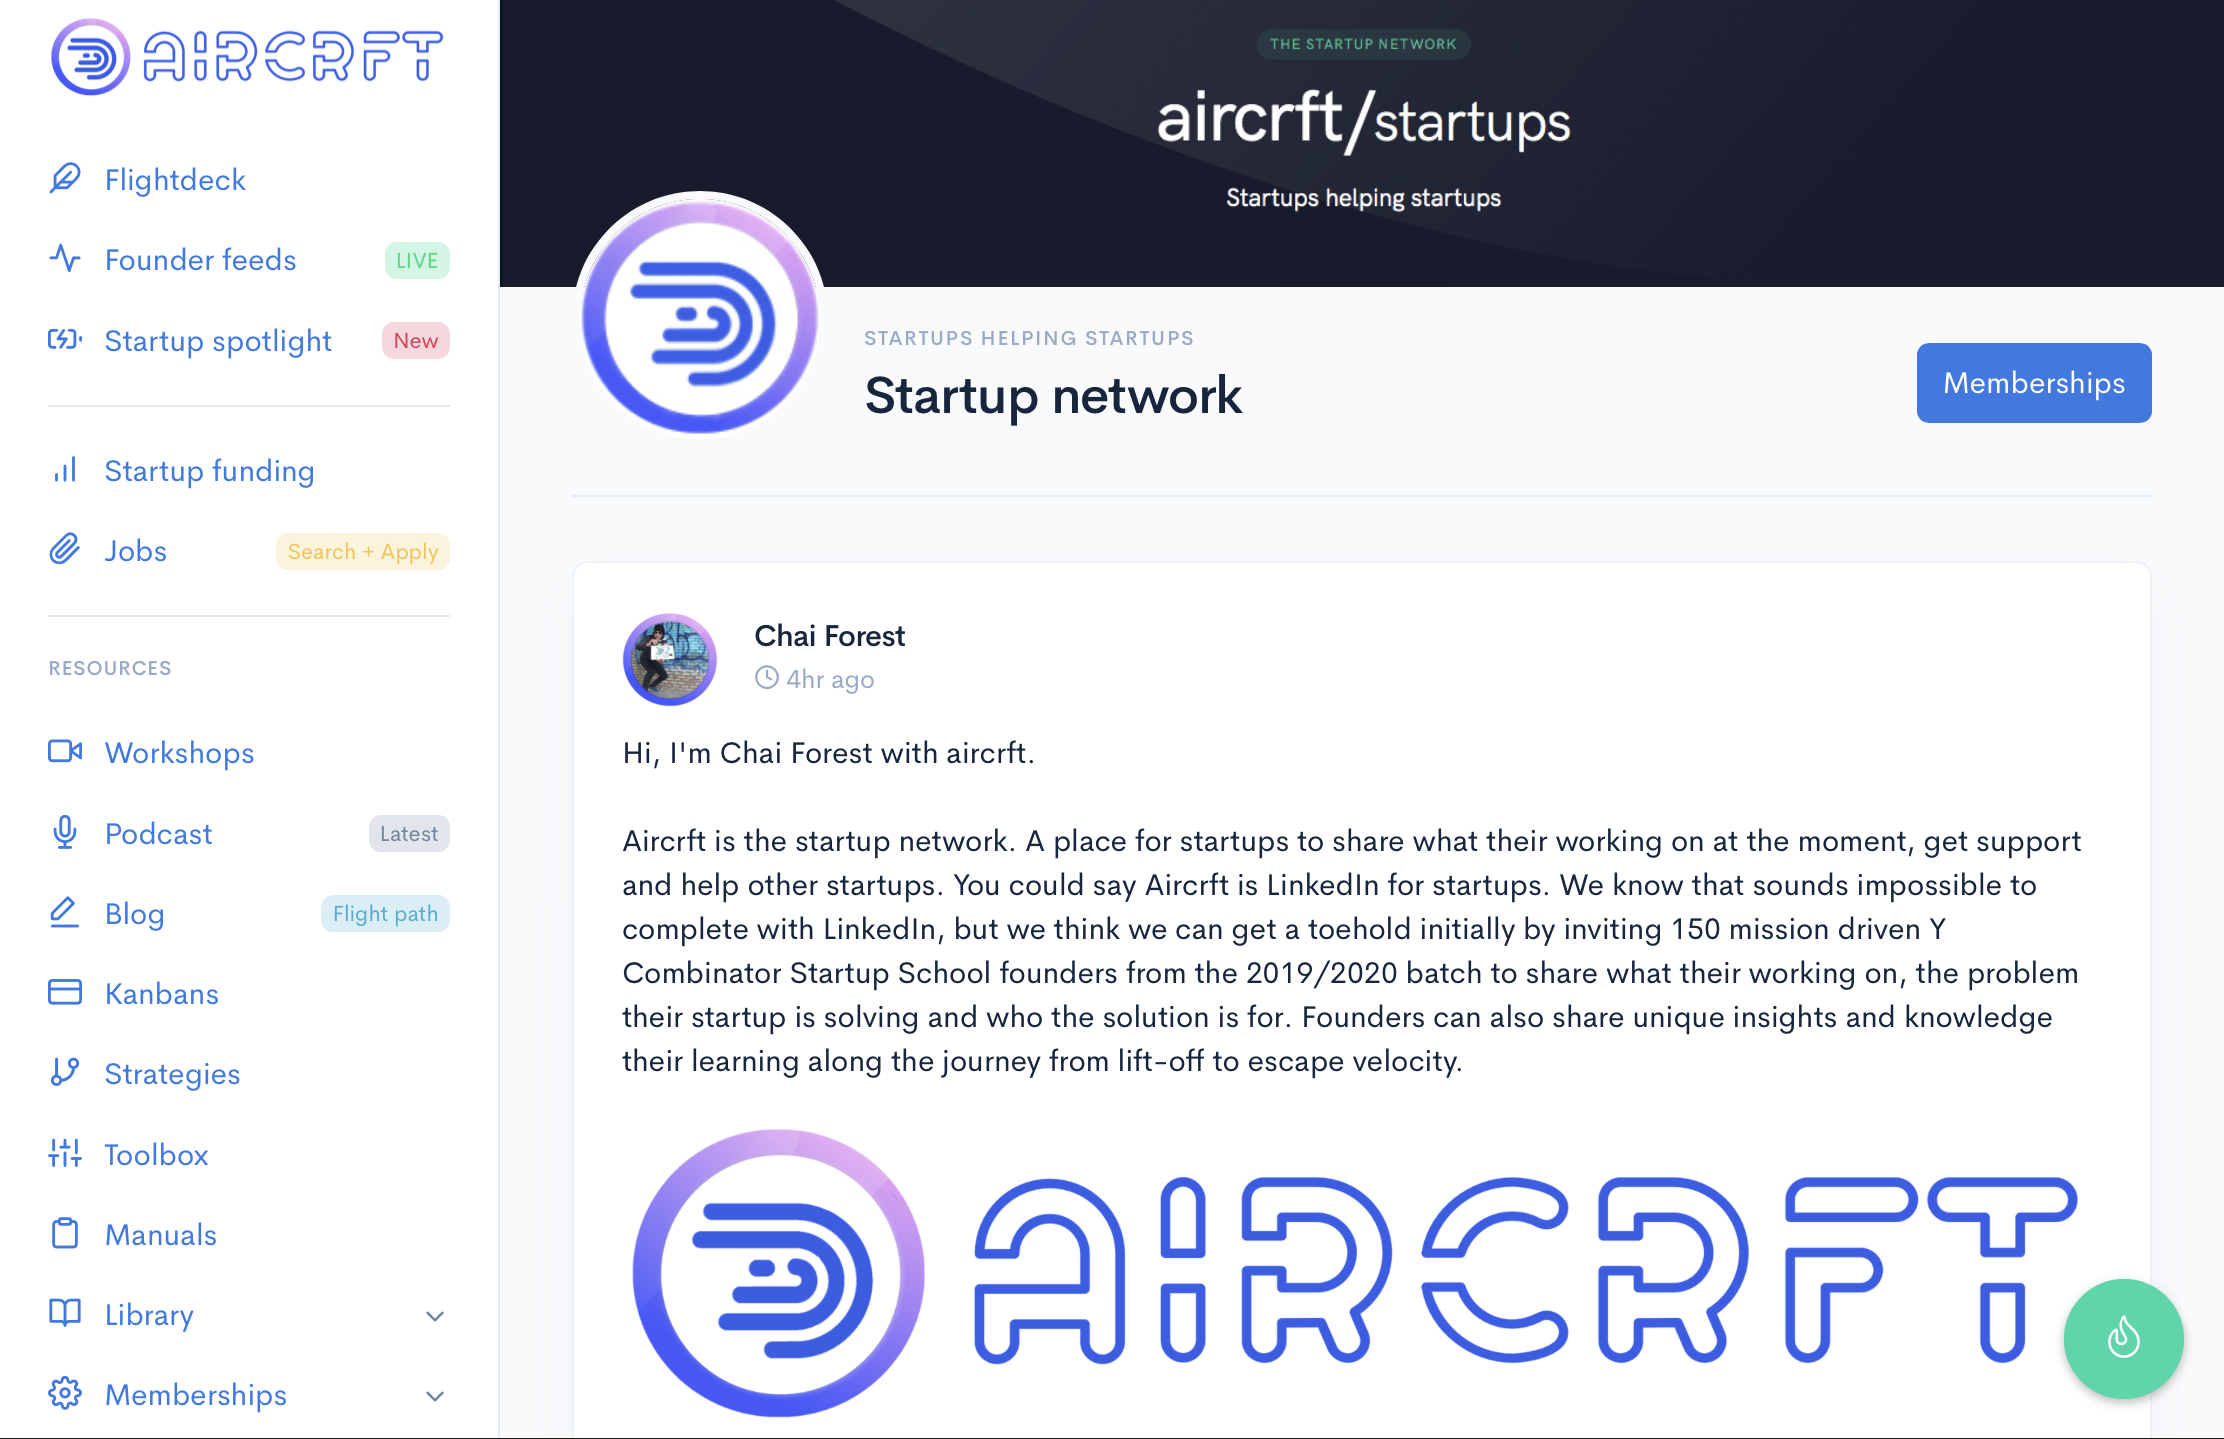 AIRCRFT
Flightdeck
Founder feeds LIVE
Startup spotlight New
Startup funding
Jobs Search + Apply
RESOURCES
Workshops
Podcast Latest
Blog Flight path
Kanbans
Strategies
Toolbox
Manuals
Library
Memberships
THE STARTUP NETWORK
aircrft/startups
Startups helping startups
STARTUPS HELPING STARTUPS
Startup network
Memberships
Chai Forest
4hr ago
Hi, I'm Chai Forest with aircrft.
Aircrft is the startup network. A place for startups to share what their working on at the moment, get support
and help other startups. You could say Aircrft is LinkedIn for startups. We know that sounds impossible to
complete with LinkedIn, but we think we can get a toehold initially by inviting 150 mission driven Y
Combinator Startup School founders from the 2019/2020 batch to share what their working on, the problem
their startup is solving and who the solution is for. Founders can also share unique insights and knowledge
their learning along the journey from lift-off to escape velocity.
AIRCRFT